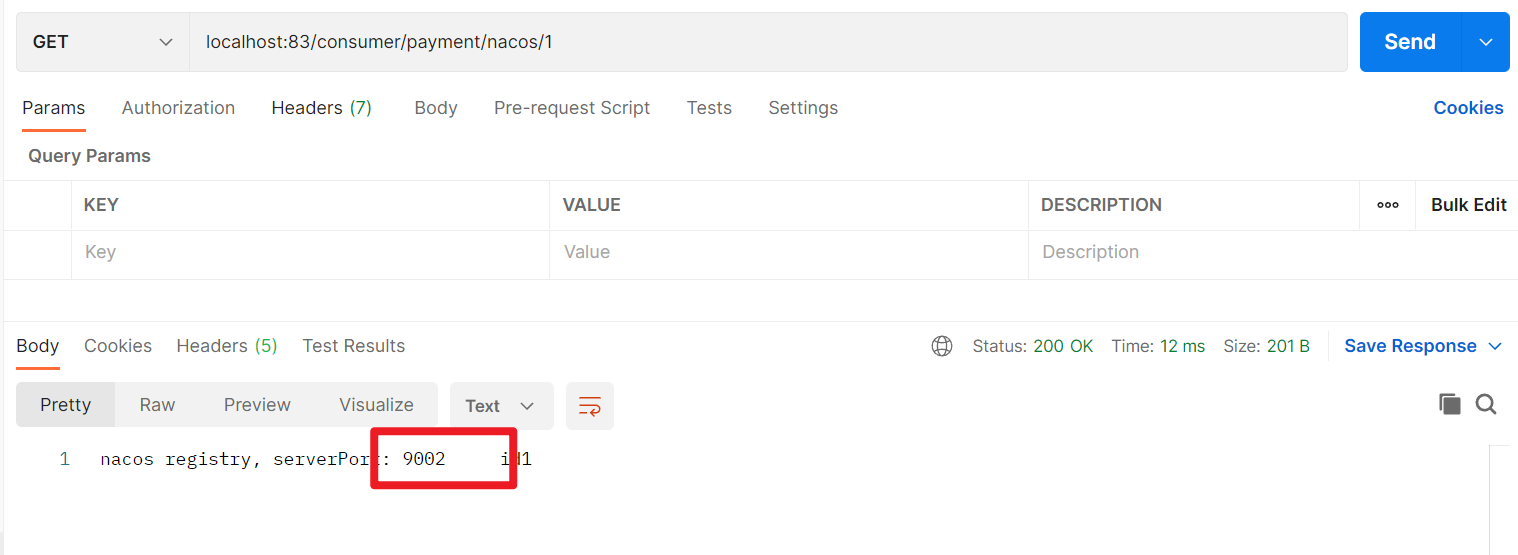 GET localhost:83/consumer/payment/nacos/1 Send
Params Authorization Headers (7) Body Pre-request Script Tests Settings Cookies
Query Params
KEY VALUE DESCRIPTION ooo Bulk Edit
Key Value Description
Body Cookies Headers (5) Test Results Status: 200 OK Time: 12 ms Size: 201 B Save Response
Pretty Raw Preview Visualize Text
1 nacos registry, serverPort: 9002 id1